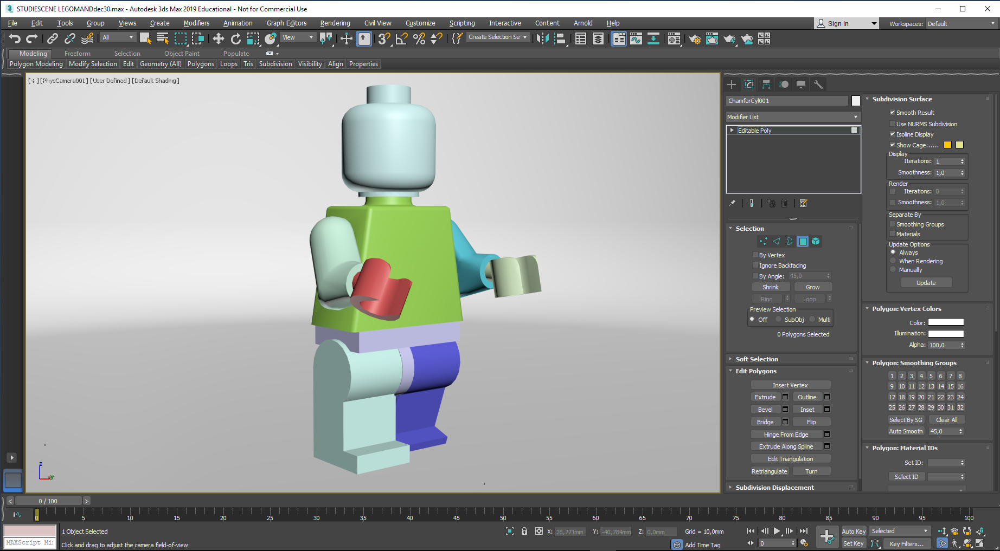 STUDIESCENE LEGOMANDdec30.max - Autodesk 3ds Max 2019 Educational - Not for Commercial Use
File Edit Tools Group Views Create Modifiers Animation Graph Editors Rendering Civil View Customize Scripting Interactive Content Arnold Help
Sign In
Workspaces: Default
All
View
Create Selection Se
Modeling Freeform Selection Object Paint Populate
Polygon Modeling Modify Selection Edit Geometry (All) Polygons Loops Tris Subdivision Visibility Align Properties
[+] [PhysCamera001] [User Defined] [Default Shading]
ChamferCyl001
Modifier List
Editable Poly
Selection
By Vertex
Ignore Backfacing
By Angle: 45,0
Shrink Grow
Ring Loop
Preview Selection
Off SubObj Multi
0 Polygons Selected
Soft Selection
Edit Polygons
Insert Vertex
Extrude Outline
Bevel Inset
Bridge Flip
Hinge From Edge
Extrude Along Spline
Edit Triangulation
Retriangulate Turn
Subdivision Displacement
Subdivision Surface
Smooth Result
Use NURMS Subdivision
Isoline Display
Show Cage......
Display
Iterations: 1
Smoothness: 1,0
Render
Iterations: 0
Smoothness: 1,0
Separate By
Smoothing Groups
Materials
Update Options
Always
When Rendering
Manually
Update
Polygon: Vertex Colors
Color:
Illumination:
Alpha: 100,0
Polygon: Smoothing Groups
1 2 3 4 5 6 7 8
9 10 11 12 13 14 15 16
17 18 19 20 21 22 23 24
25 26 27 28 29 30 31 32
Select By SG Clear All
Auto Smooth 45,0
Polygon: Material IDs
Set ID:
Select ID
z
xy
< 0 / 100 >
0 5 10 15 20 25 30 35 40 45 50 55 60 65 70 75 80 85 90 95 100
1 Object Selected
X: 26,771mm Y: -40,784mm Z: 0,0mm Grid = 10,0mm
Auto Key Selected
MAXScript Mi
Click and drag to adjust the camera field-of-view
Add Time Tag
0
Set Key Key Filters...